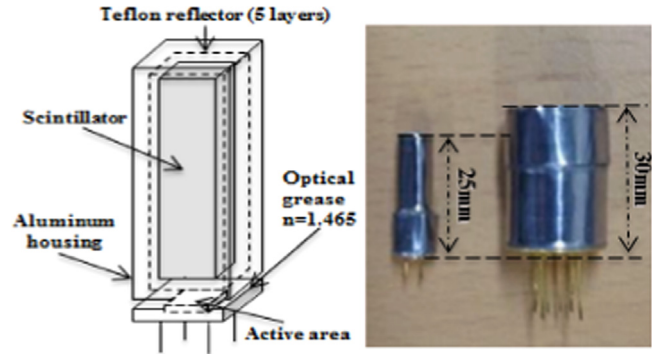 Teflon reflector (5 layers)
Scintillator
Optical
grease
n=1.465
Aluminum
housing
Active area
25mm
30mm